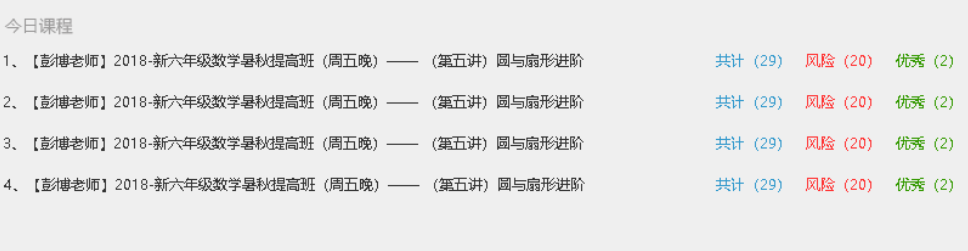 今日课程
1、【彭博老师】2018-新六年级数学暑秋提高班（周五晚）—— （第五讲）圆与扇形进阶 共计（29） 风险（20） 优秀（2）
2、【彭博老师】2018-新六年级数学暑秋提高班（周五晚）—— （第五讲）圆与扇形进阶 共计（29） 风险（20） 优秀（2）
3、【彭博老师】2018-新六年级数学暑秋提高班（周五晚）—— （第五讲）圆与扇形进阶 共计（29） 风险（20） 优秀（2）
4、【彭博老师】2018-新六年级数学暑秋提高班（周五晚）—— （第五讲）圆与扇形进阶 共计（29） 风险（20） 优秀（2）